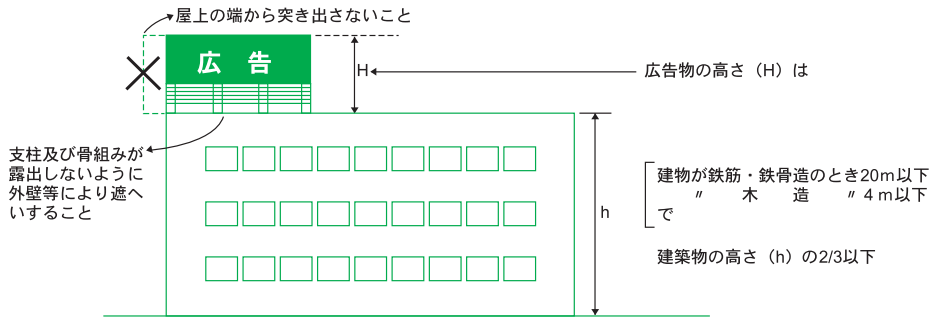 屋上の端から突き出さないこと
広告
H
広告物の高さ（H）は
支柱及び骨組みが
露出しないように
外壁等により遮へ
いすること
h
建物が鉄筋・鉄骨造のとき20m以下
〃　木　造　〃 4m以下
で
建築物の高さ（h）の2/3以下